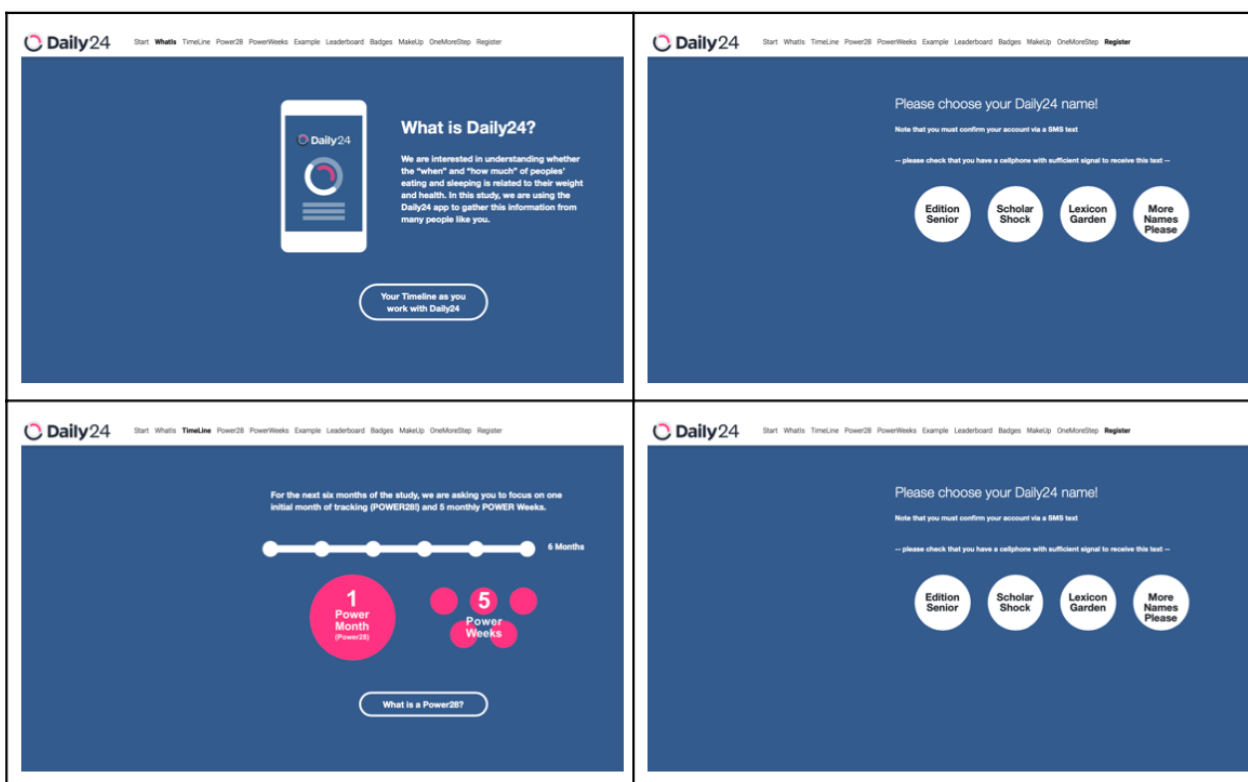 Daily24
Start WhatIs TimeLine Power28 PowerWeeks Example Leaderboard Badges MakeUp OneMoreStep Register
Daily24
What is Daily24?
We are interested in understanding whether
the "when" and "how much" of peoples'
eating and sleeping is related to their weight
and health. In this study, we are using the
Daily24 app to gather this information from
many people like you.
Your Timeline as you
work with Daily24
Daily24
Start WhatIs TimeLine Power28 PowerWeeks Example Leaderboard Badges MakeUp OneMoreStep Register
Please choose your Daily24 name!
Note that you must confirm your account via a SMS text
-- please check that you have a cellphone with sufficient signal to receive this text --
Edition
Senior
Scholar
Shock
Lexicon
Garden
More
Names
Please
Daily24
Start WhatIs TimeLine Power28 PowerWeeks Example Leaderboard Badges MakeUp OneMoreStep Register
For the next six months of the study, we are asking you to focus on one
initial month of tracking (POWER28!) and 5 monthly POWER Weeks.
6 Months
1
Power
Month
(Power28)
5
Power
Weeks
What is a Power28?
Daily24
Start WhatIs TimeLine Power28 PowerWeeks Example Leaderboard Badges MakeUp OneMoreStep Register
Please choose your Daily24 name!
Note that you must confirm your account via a SMS text
-- please check that you have a cellphone with sufficient signal to receive this text --
Edition
Senior
Scholar
Shock
Lexicon
Garden
More
Names
Please